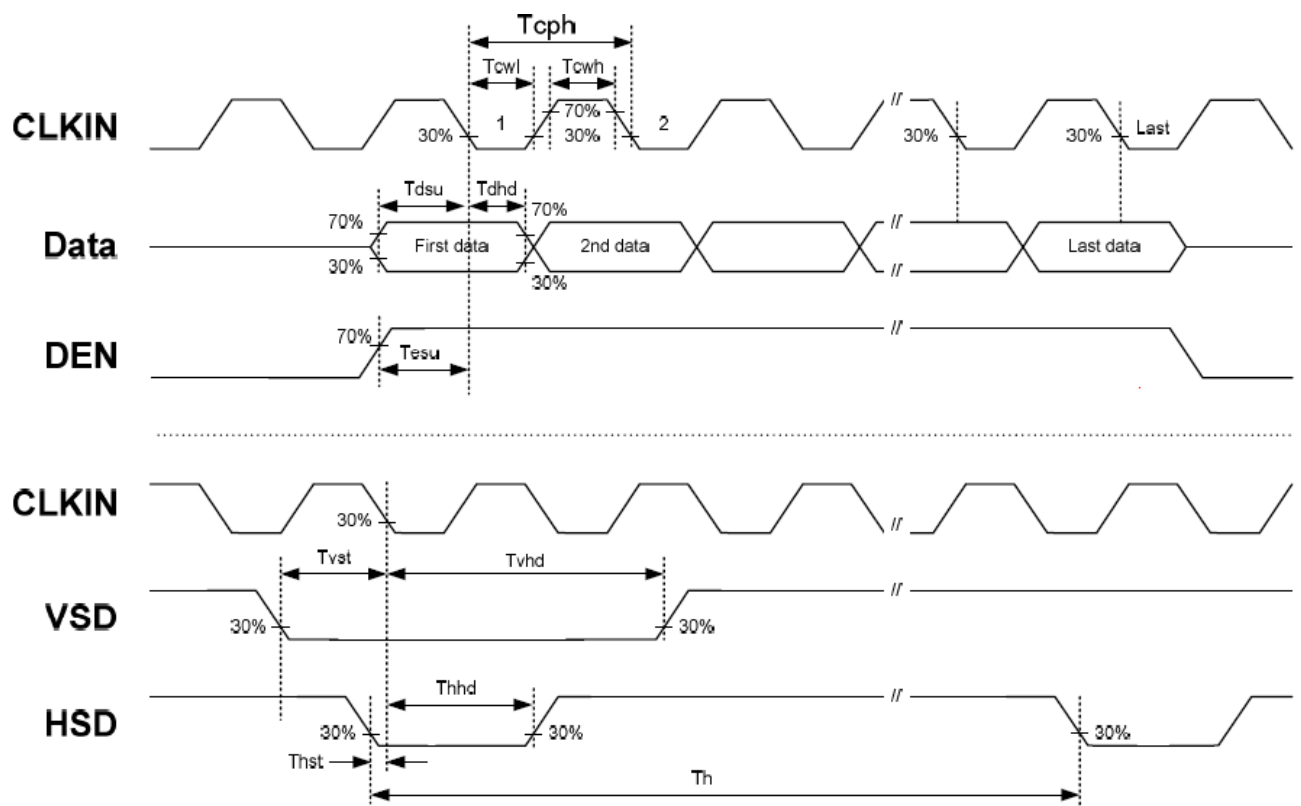 Tcph
Tcwl Tcwh
CLKIN 30% 1 70% 30% 2 // 30% 30% Last
Tdsu Tdhd
70% 70%
Data First data 2nd data // Last data
30% 30% //
DEN 70% Tesu //
CLKIN 30% //
Tvst Tvhd
VSD 30% 30% //
Thhd
HSD 30% 30% // 30%
Thst
Th